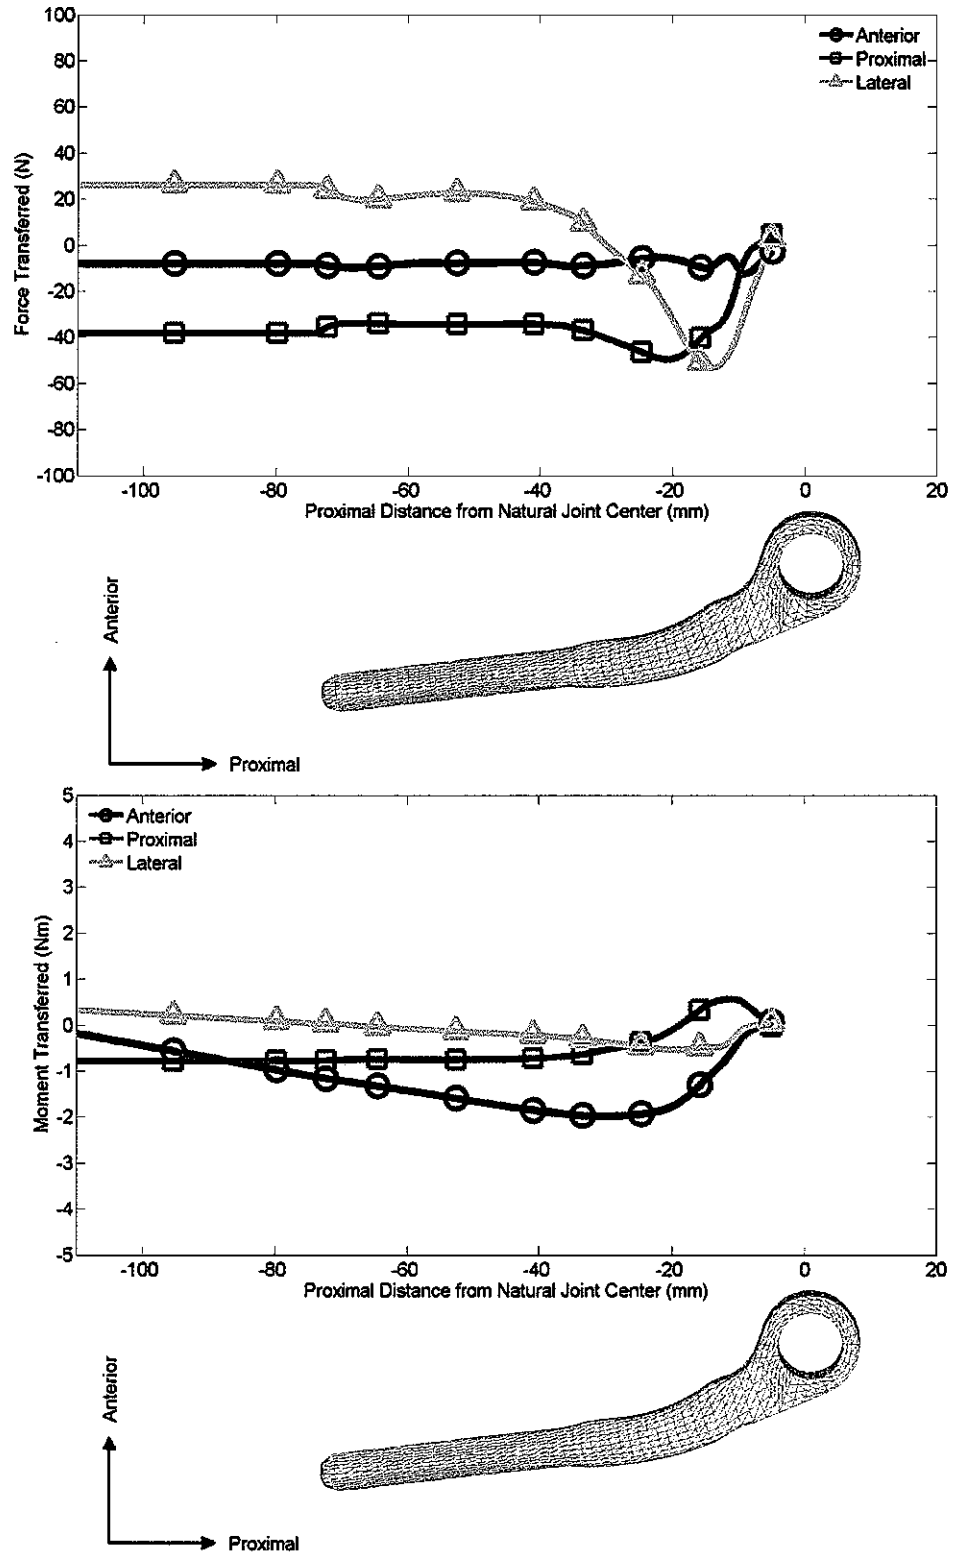 100
80
60
40
20
0
-20
-40
-60
-80
-100
Force Transferred (N)
Anterior
Proximal
Lateral
-100 -80 -60 -40 -20 0 20
Proximal Distance from Natural Joint Center (mm)
Anterior
Proximal
5
4
3
2
1
0
-1
-2
-3
-4
-5
Moment Transferred (Nm)
Anterior
Proximal
Lateral
-100 -80 -60 -40 -20 0 20
Proximal Distance from Natural Joint Center (mm)
Anterior
Proximal